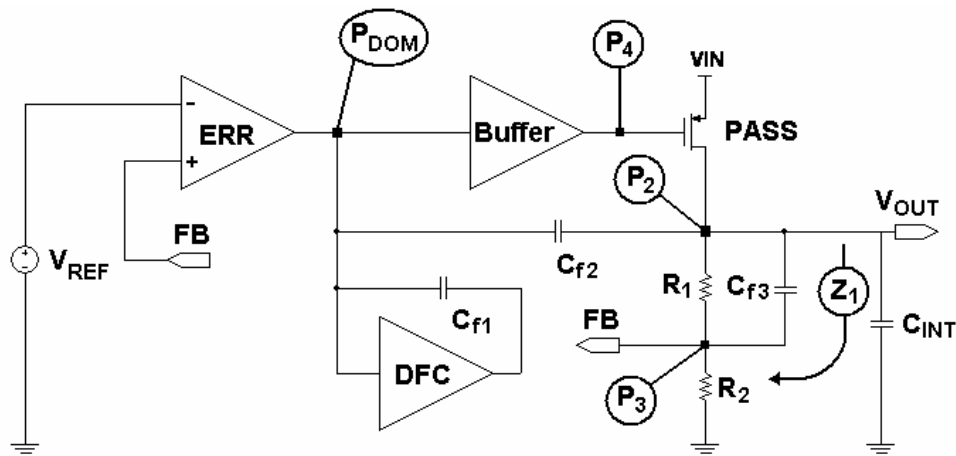 P_DOM
P_4
VIN
-
ERR
+
Buffer
PASS
P_2
V_OUT
FB
V_REF
C_f2
R_1
C_f3
Z_1
C_f1
FB
C_INT
DFC
P_3
R_2